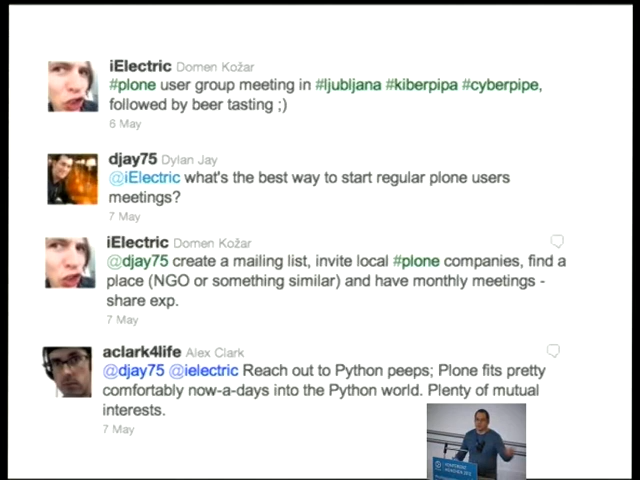 iElectric Domen Kožar
#plone user group meeting in #ljubljana #kiberpipa #cyberpipe,
followed by beer tasting ;)
6 May
djay75 Dylan Jay
@iElectric what's the best way to start regular plone users
meetings?
7 May
iElectric Domen Kožar
@djay75 create a mailing list, invite local #plone companies, find a
place (NGO or something similar) and have monthly meetings -
share exp.
7 May
aclark4life Alex Clark
@djay75 @ielectric Reach out to Python peeps; Plone fits pretty
comfortably now-a-days into the Python world. Plenty of mutual
interests.
7 May